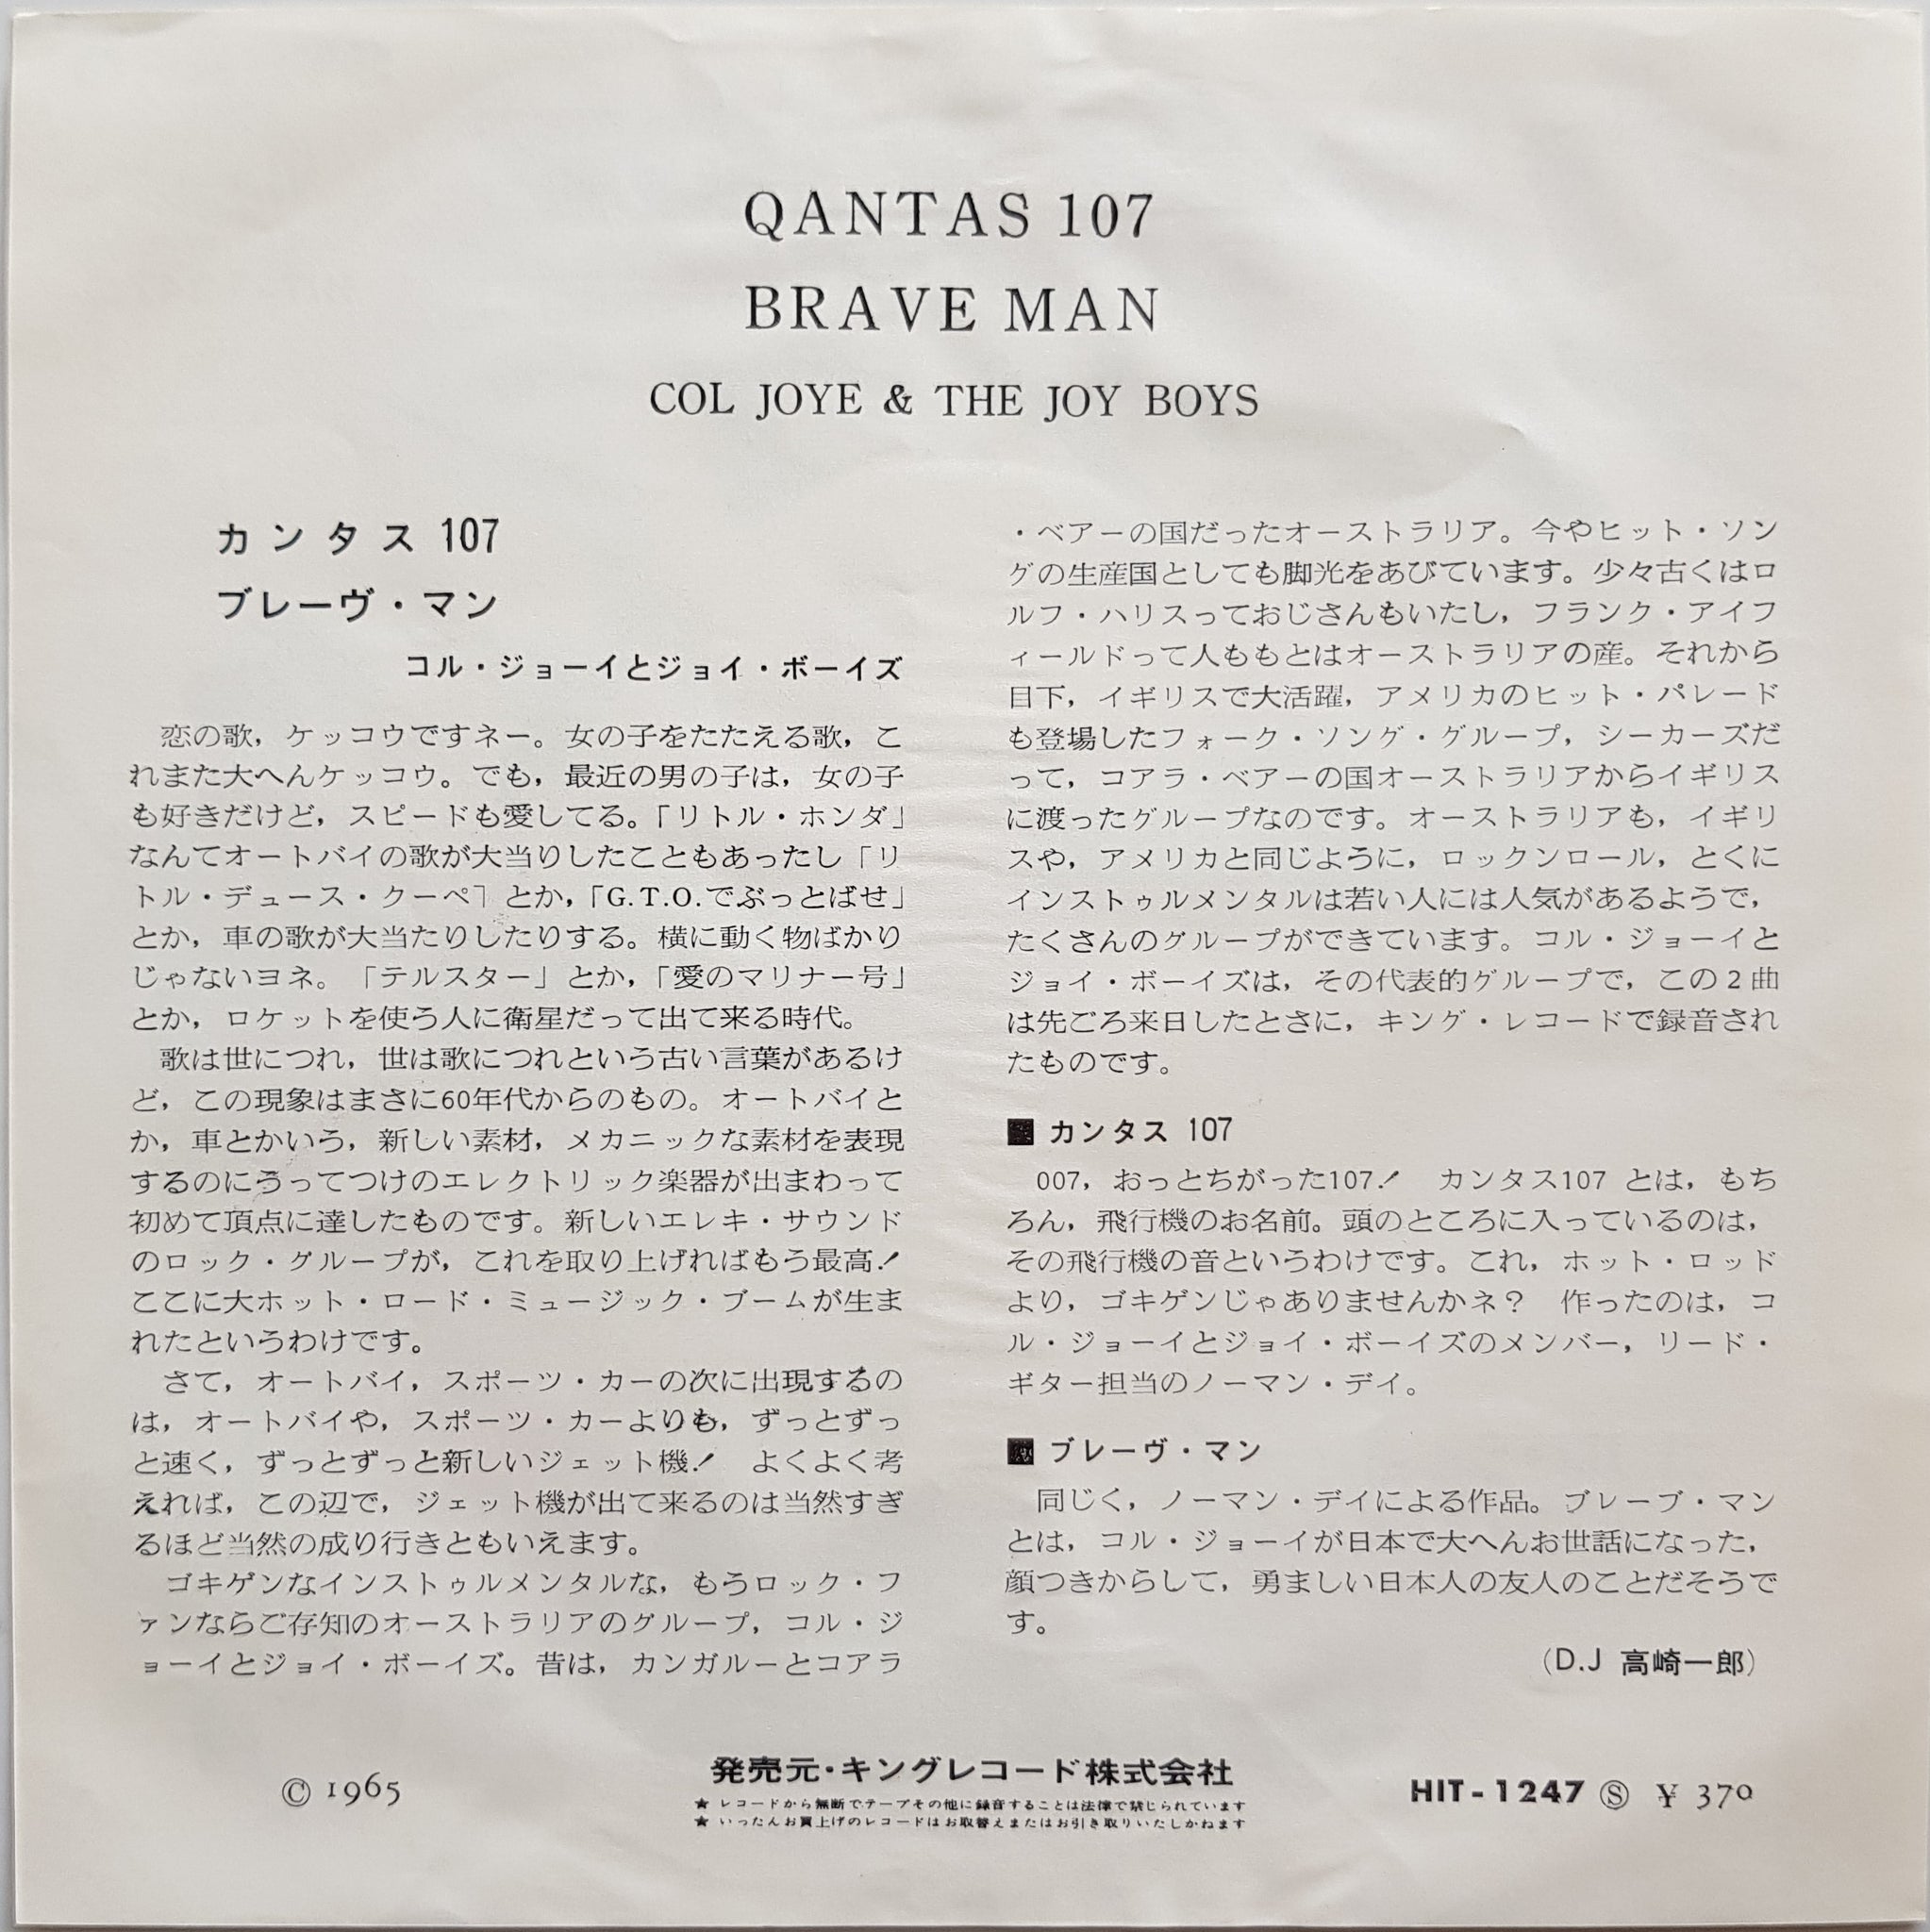 QANTAS 107
BRAVE MAN
COL JOYE & THE JOY BOYS
カンタス 107
ブレーヴ・マン
コル・ジョーイとジョイ・ボーイズ
恋の歌，ケッコウですネー。女の子をたたえる歌，こ
れまた大へんケッコウ。でも，最近の男の子は，女の子
も好きだけど，スピードも愛してる。「リトル・ホンダ」
なんてオートバイの歌が大当りしたこともあったし「リ
トル・デュース・クーペ」とか，「G.T.O.でぶっとばせ」
とか，車の歌が大当たりしたりする。横に動く物ばかり
じゃないヨネ。「テルスター」とか，「愛のマリナー号」
とか，ロケットを使う人に衛星だって出て来る時代。
歌は世につれ，世は歌につれという古い言葉があるけ
ど，この現象はまさに60年代からのもの。オートバイと
か，車とかいう，新しい素材，メカニックな素材を表現
するのにうってつけのエレクトリック楽器が出まわって
初めて頂点に達したものです。新しいエレキ・サウンド
のロック・グループが，これを取り上げればもう最高！
ここに大ホット・ロード・ミュージック・ブームが生ま
れたというわけです。
さて，オートバイ，スポーツ・カーの次に出現するの
は，オートバイや，スポーツ・カーよりも，ずっとずっ
と速く，ずっとずっと新しいジェット機！　よくよく考
えれば，この辺で，ジェット機が出て来るのは当然すぎ
るほど当然の成り行きともいえます。
ゴキゲンなインストゥルメンタルな，もうロック・フ
ァンならご存知のオーストラリアのグループ，コル・ジ
ョーイとジョイ・ボーイズ。昔は，カンガルーとコアラ
・ベアーの国だったオーストラリア。今やヒット・ソン
グの生産国としても脚光をあびています。少々古くはロ
ルフ・ハリスっておじさんもいたし，フランク・アイフ
ィールドって人ももとはオーストラリアの産。それから
目下，イギリスで大活躍，アメリカのヒット・パレード
も登場したフォーク・ソング・グループ，シーカーズだ
って，コアラ・ベアーの国オーストラリアからイギリス
に渡ったグループなのです。オーストラリアも，イギリ
スや，アメリカと同じように，ロックンロール，とくに
インストゥルメンタルは若い人には人気があるようで，
たくさんのグループができています。コル・ジョーイと
ジョイ・ボーイズは，その代表的グループで，この2曲
は先ごろ来日したとさに，キング・レコードで録音され
たものです。
■ カンタス 107
007，おっとちがった107！　カンタス107 とは，もち
ろん，飛行機のお名前。頭のところに入っているのは，
その飛行機の音というわけです。これ，ホット・ロッド
より，ゴキゲンじゃありませんかネ？　作ったのは，コ
ル・ジョーイとジョイ・ボーイズのメンバー，リード・
ギター担当のノーマン・デイ。
■ ブレーヴ・マン
同じく，ノーマン・デイによる作品。ブレーブ・マン
とは，コル・ジョーイが日本で大へんお世話になった，
顔つきからして，勇ましい日本人の友人のことだそうで
す。
（D.J 高崎一郎）
© 1965
発売元・キングレコード株式会社
★ レコードから無断でテープその他に録音することは法律で禁じられています
★ いったんお買上げのレコードはお取替えまたはお引き取りいたしかねます
HIT-1247 Ⓢ ¥ 370